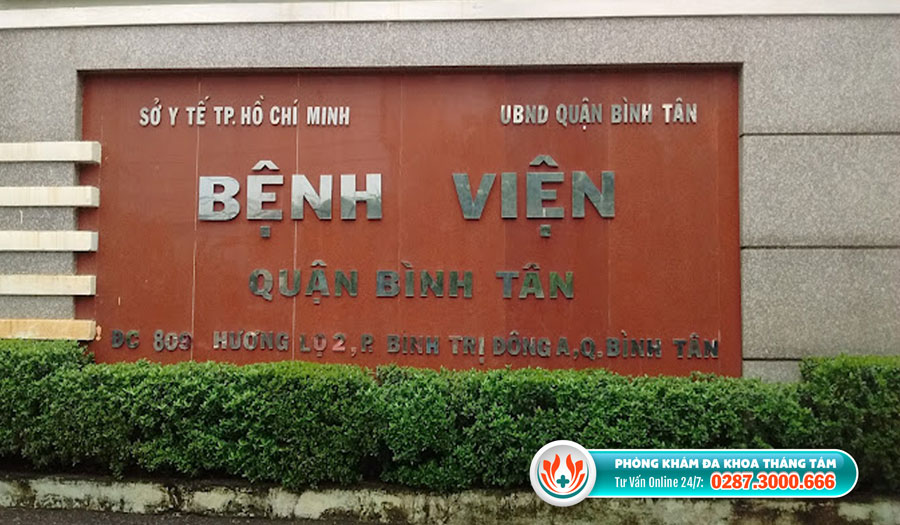 SỞ Y TẾ TP. HỒ CHÍ MINH
UBND QUẬN BÌNH TÂN
BỆNH VIỆN
QUẬN BÌNH TÂN
ĐC 809 HƯƠNG LỘ 2, P. BÌNH TRỊ ĐÔNG A, Q. BÌNH TÂN
PHÒNG KHÁM ĐA KHOA THÁNG TÁM
Tư Vấn Online 24/7: 0287.3000.666